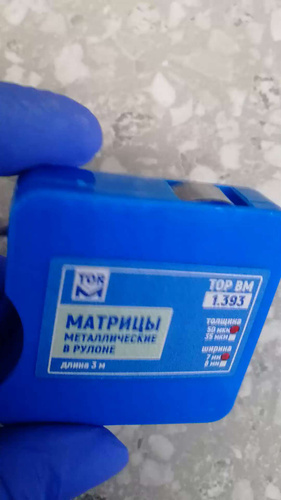 TOR
TOP BM
1.393
МАТРИЦЫ
МЕТАЛЛИЧЕСКИЕ
В РУЛОНЕ
длина 3 м
толщина
50 мкм
35 мкм
ширина
7 мм
6 мм